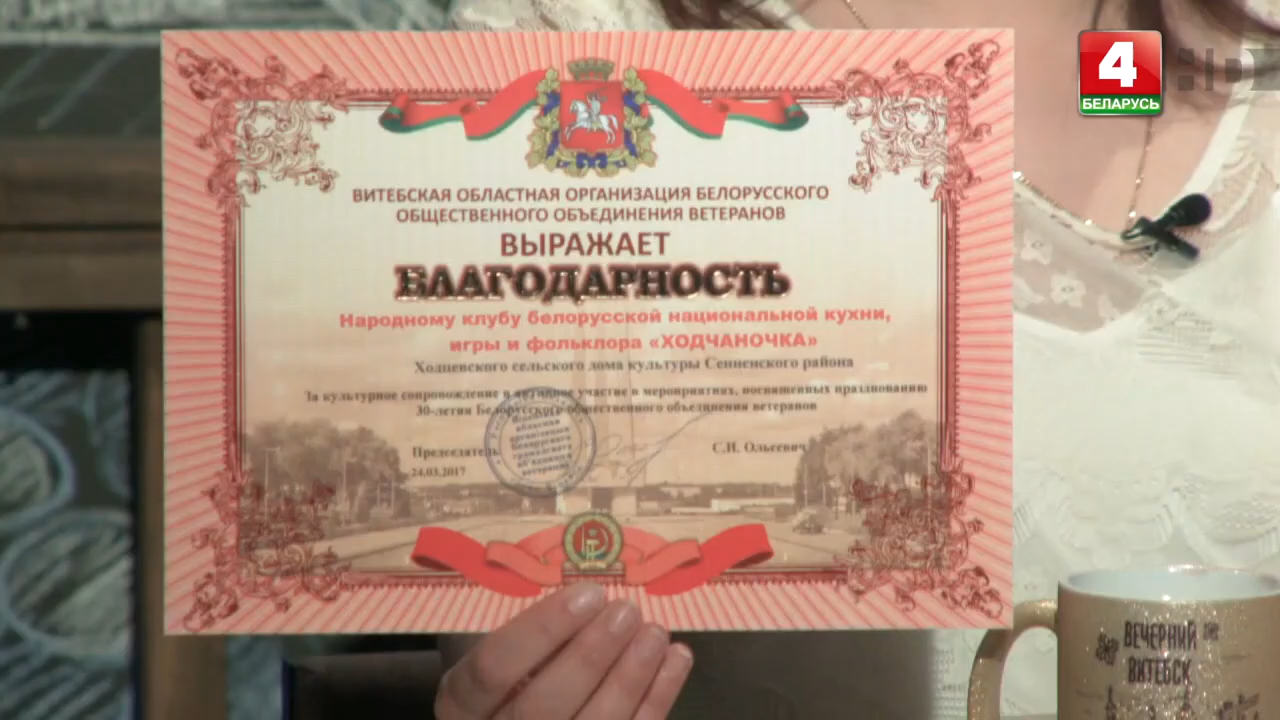 4
БЕЛАРУСЬ
ВИТЕБСКАЯ ОБЛАСТНАЯ ОРГАНИЗАЦИЯ БЕЛОРУССКОГО
ОБЩЕСТВЕННОГО ОБЪЕДИНЕНИЯ ВЕТЕРАНОВ
ВЫРАЖАЕТ
БЛАГОДАРНОСТЬ
Народному клубу белорусской национальной кухни,
игры и фольклора «ХОДЧАНОЧКА»
Ходцевского сельского дома культуры Сенненского района
За культурное сопровождение и активное участие в мероприятиях, посвященных празднованию
30-летия Белорусского общественного объединения ветеранов
Председатель
С.И. Ольсевич
24.03.2017
ВЕЧЕРНИЙ
ВИТЕБСК